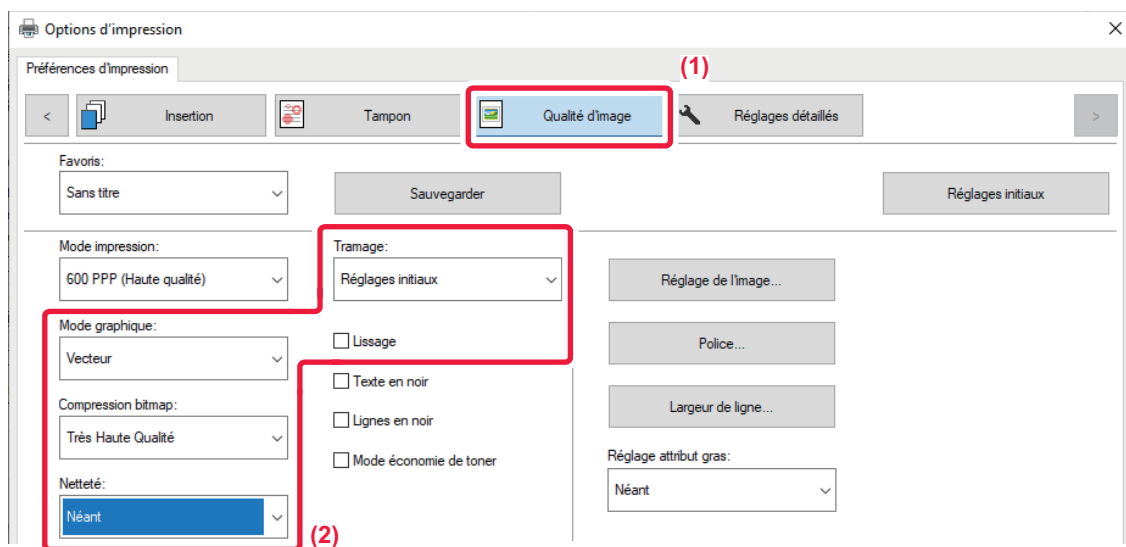 Options d'impression
Préférences d'impression
(1)
< Insertion Tampon Qualité d'image Réglages détaillés >
Favoris:
Sans titre Sauvegarder Réglages initiaux
Mode impression: Tramage:
600 PPP (Haute qualité) Réglages initiaux Réglage de l'image...
Mode graphique:
Vecteur Lissage Police...
Texte en noir
Compression bitmap: Largeur de ligne...
Très Haute Qualité Lignes en noir
Mode économie de toner Réglage attribut gras:
Netteté:
Néant Néant
(2)